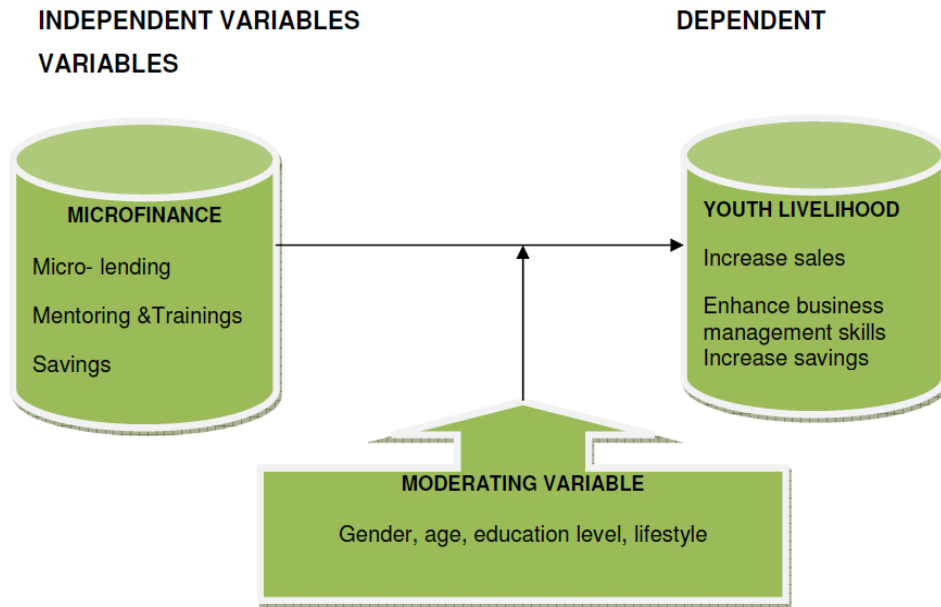 INDEPENDENT VARIABLES DEPENDENT
VARIABLES
MICROFINANCE
Micro- lending
Mentoring &Trainings
Savings
YOUTH LIVELIHOOD
Increase sales
Enhance business
management skills
Increase savings
MODERATING VARIABLE
Gender, age, education level, lifestyle